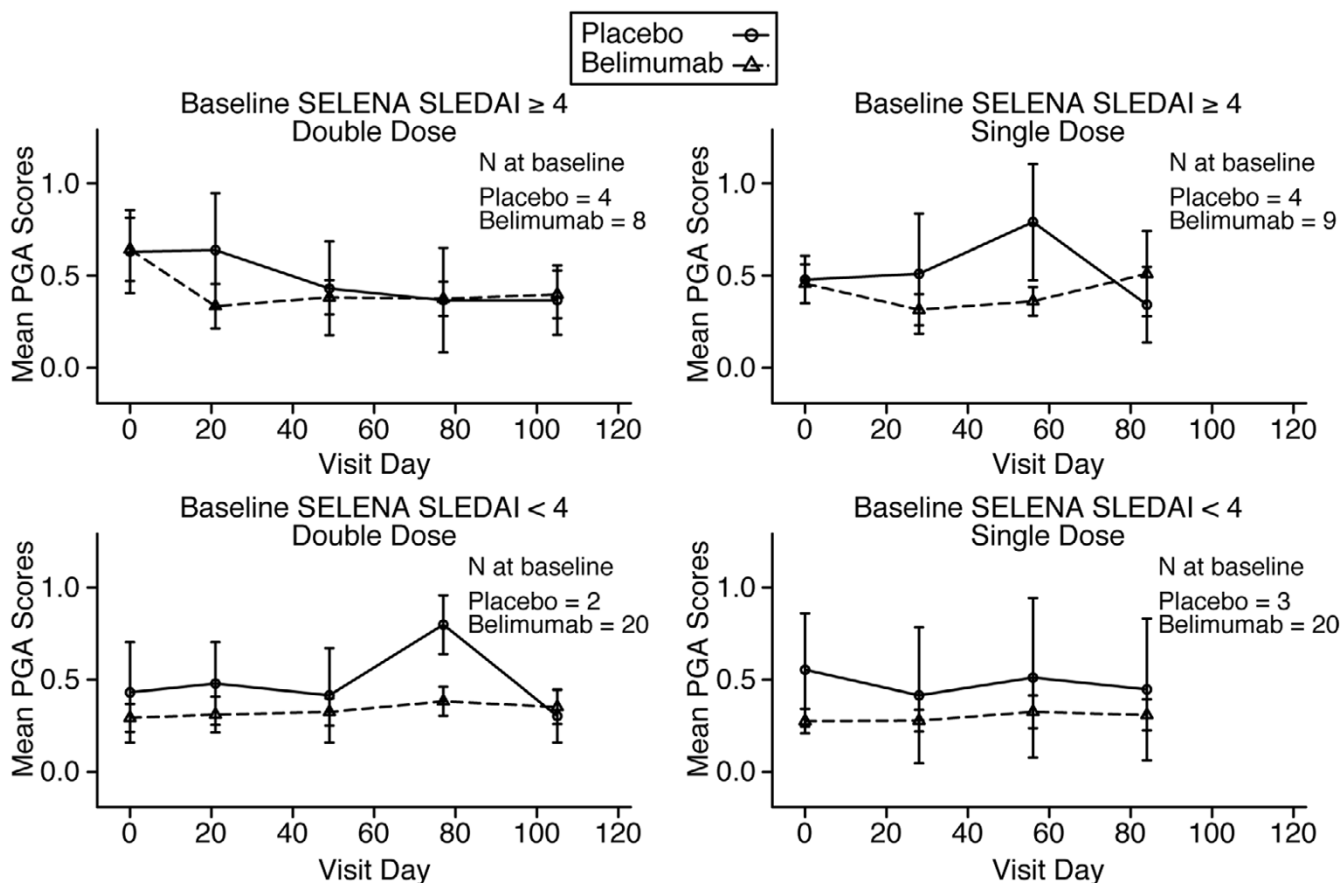 Placebo
Belimumab
Baseline SELENA SLEDAI ≥ 4
Double Dose
N at baseline
Placebo = 4
Belimumab = 8
Mean PGA Scores
1.0
0.5
0.0
0 20 40 60 80 100 120
Visit Day
Baseline SELENA SLEDAI ≥ 4
Single Dose
N at baseline
Placebo = 4
Belimumab = 9
Mean PGA Scores
1.0
0.5
0.0
0 20 40 60 80 100 120
Visit Day
Baseline SELENA SLEDAI < 4
Double Dose
N at baseline
Placebo = 2
Belimumab = 20
Mean PGA Scores
1.0
0.5
0.0
0 20 40 60 80 100 120
Visit Day
Baseline SELENA SLEDAI < 4
Single Dose
N at baseline
Placebo = 3
Belimumab = 20
Mean PGA Scores
1.0
0.5
0.0
0 20 40 60 80 100 120
Visit Day